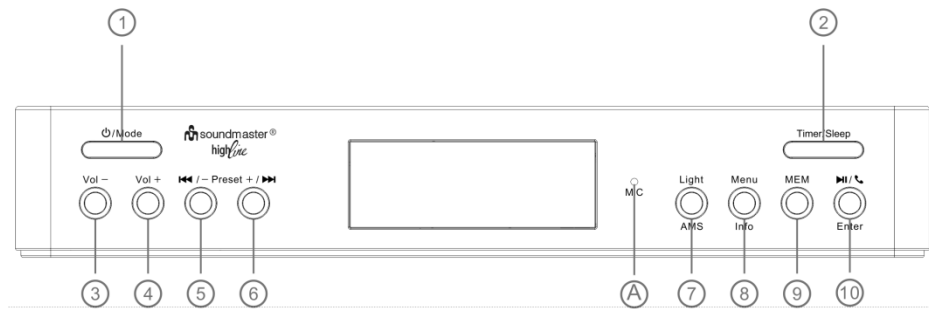 1 2
⏻/Mode soundmaster® Timer/Sleep
highline
Vol − Vol + ⏮ / − Preset + / ⏭ MIC Light Menu MEM ⏯/📞
AMS Info Enter
3 4 5 6 A 7 8 9 10